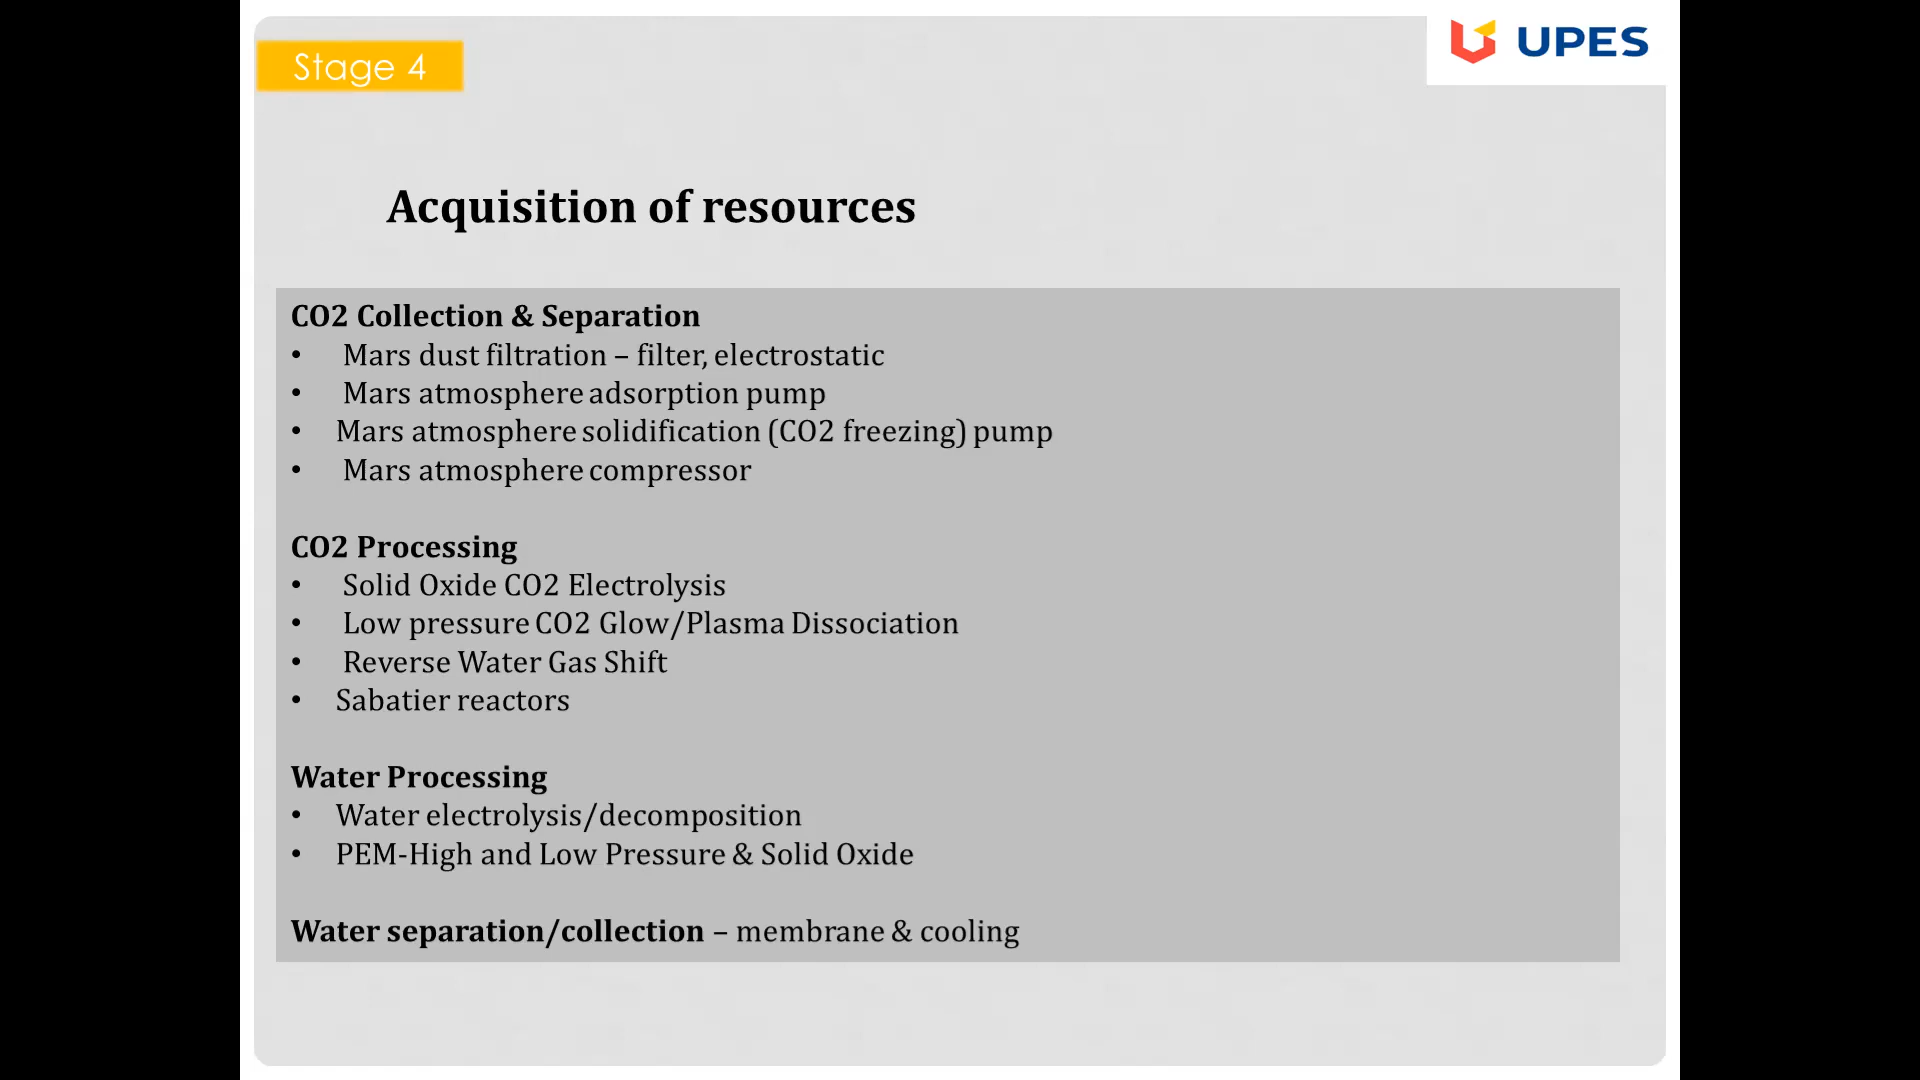 Stage 4
UPES
Acquisition of resources
CO2 Collection & Separation
• Mars dust filtration – filter, electrostatic
• Mars atmosphere adsorption pump
• Mars atmosphere solidification (CO2 freezing) pump
• Mars atmosphere compressor
CO2 Processing
• Solid Oxide CO2 Electrolysis
• Low pressure CO2 Glow/Plasma Dissociation
• Reverse Water Gas Shift
• Sabatier reactors
Water Processing
• Water electrolysis/decomposition
• PEM-High and Low Pressure & Solid Oxide
Water separation/collection – membrane & cooling